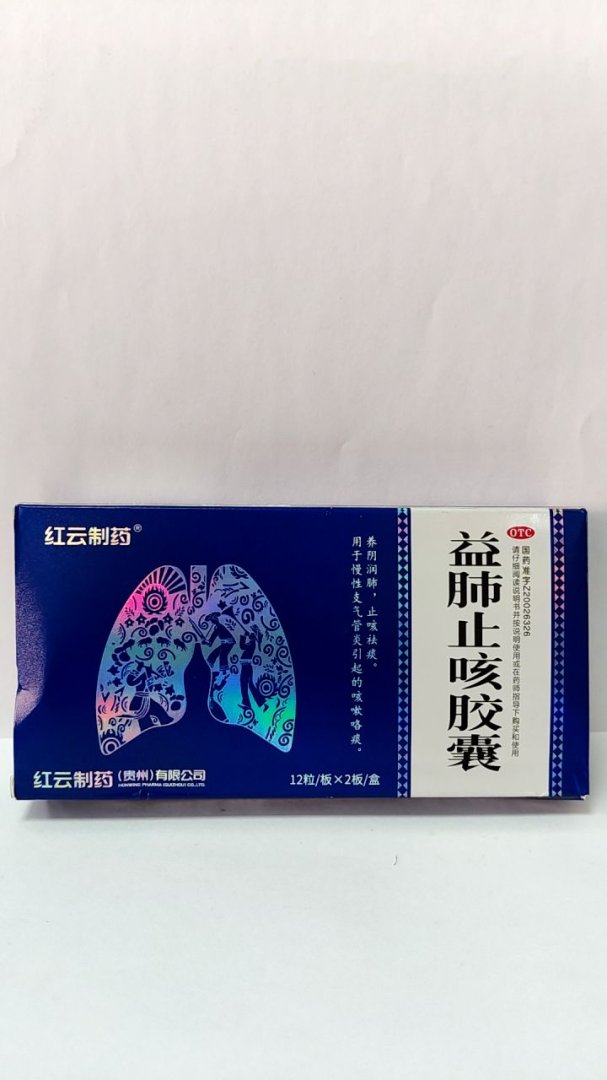 红云制药®
养阴润肺，止咳祛痰。
用于慢性支气管炎引起的咳嗽咯痰。
红云制药(贵州)有限公司
HONWING PHARMA (GUIZHOU) CO.,LTD.
12粒/板×2板/盒
OTC
国药准字Z20026326
请仔细阅读说明书并按说明使用或在药师指导下购买和使用
益肺止咳胶囊